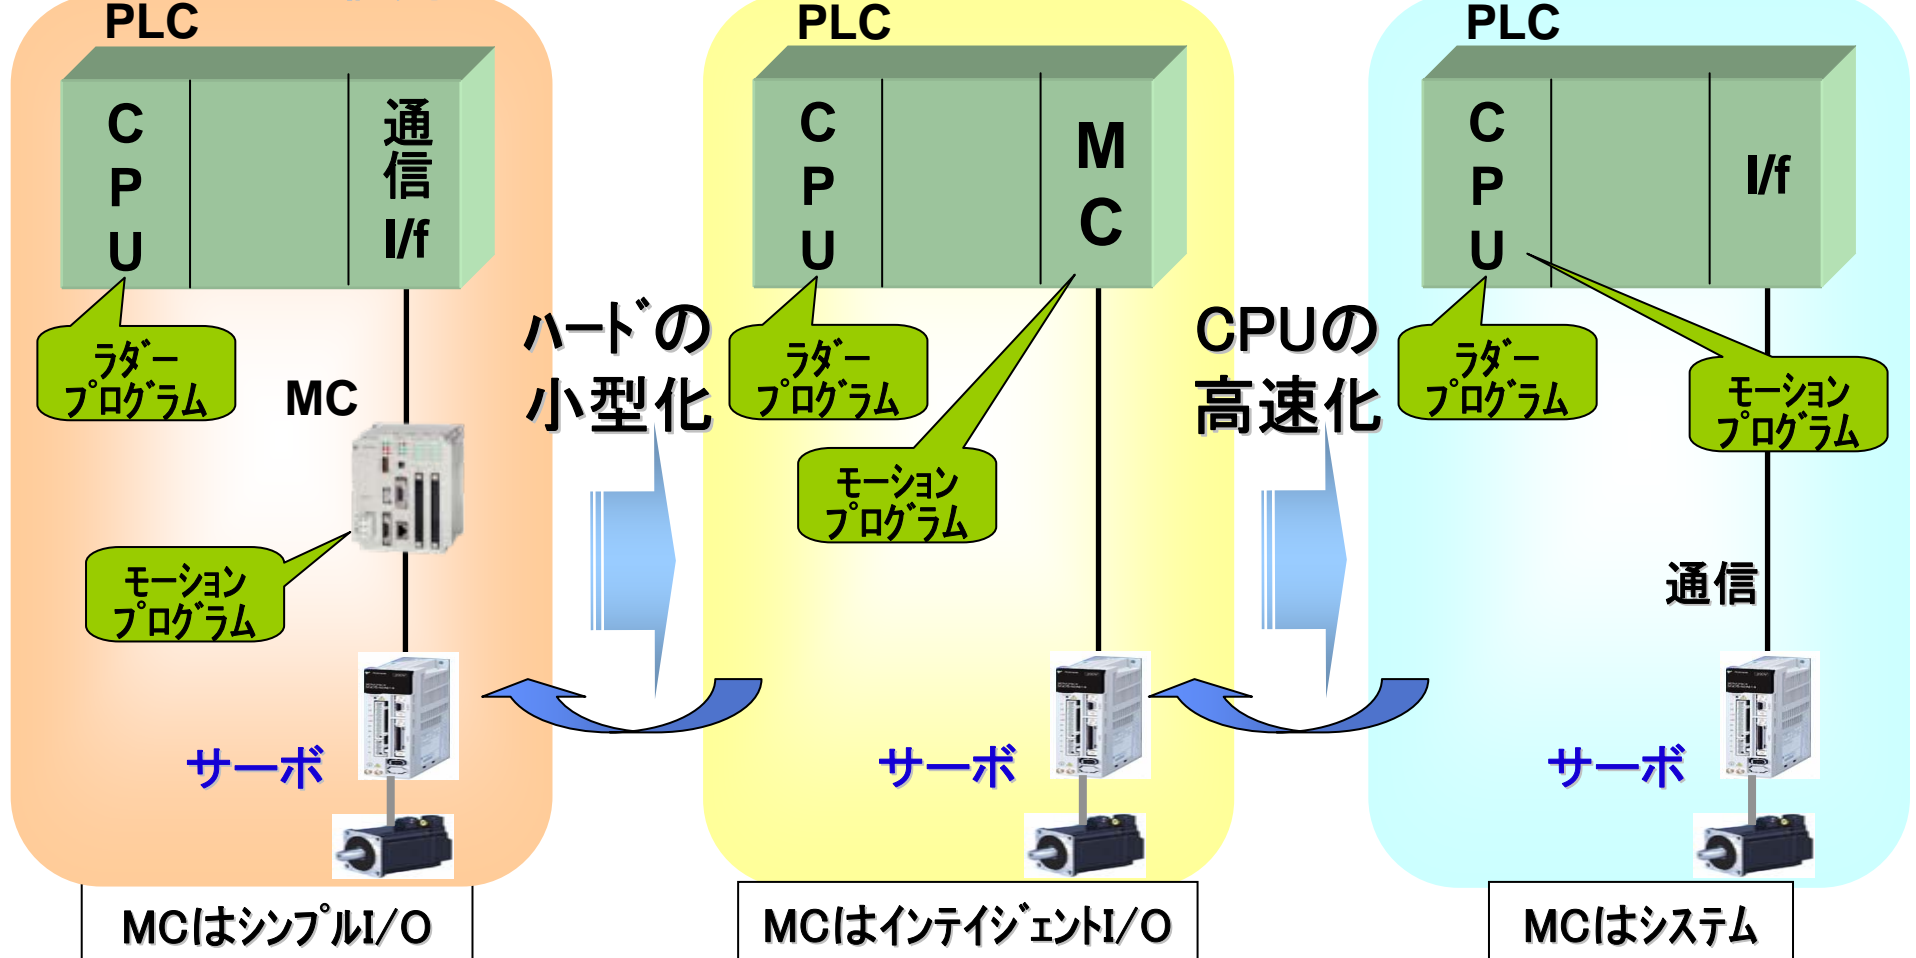 PLC
CPU
通信
I/f
ラダー
プログラム
MC
モーション
プログラム
サーボ
MCはシンプルI/O
ハードの
小型化
PLC
CPU
MC
ラダー
プログラム
モーション
プログラム
サーボ
MCはインテイジェントI/O
CPUの
高速化
PLC
CPU
I/f
ラダー
プログラム
モーション
プログラム
通信
サーボ
MCはシステム